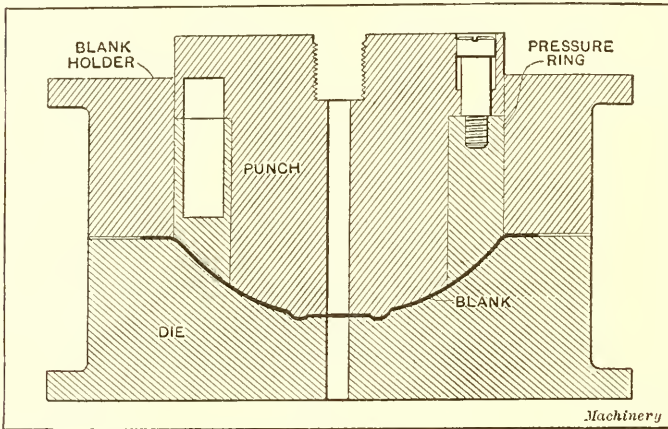 BLANK
HOLDER
PRESSURE
RING
PUNCH
BLANK
DIE
Machinery